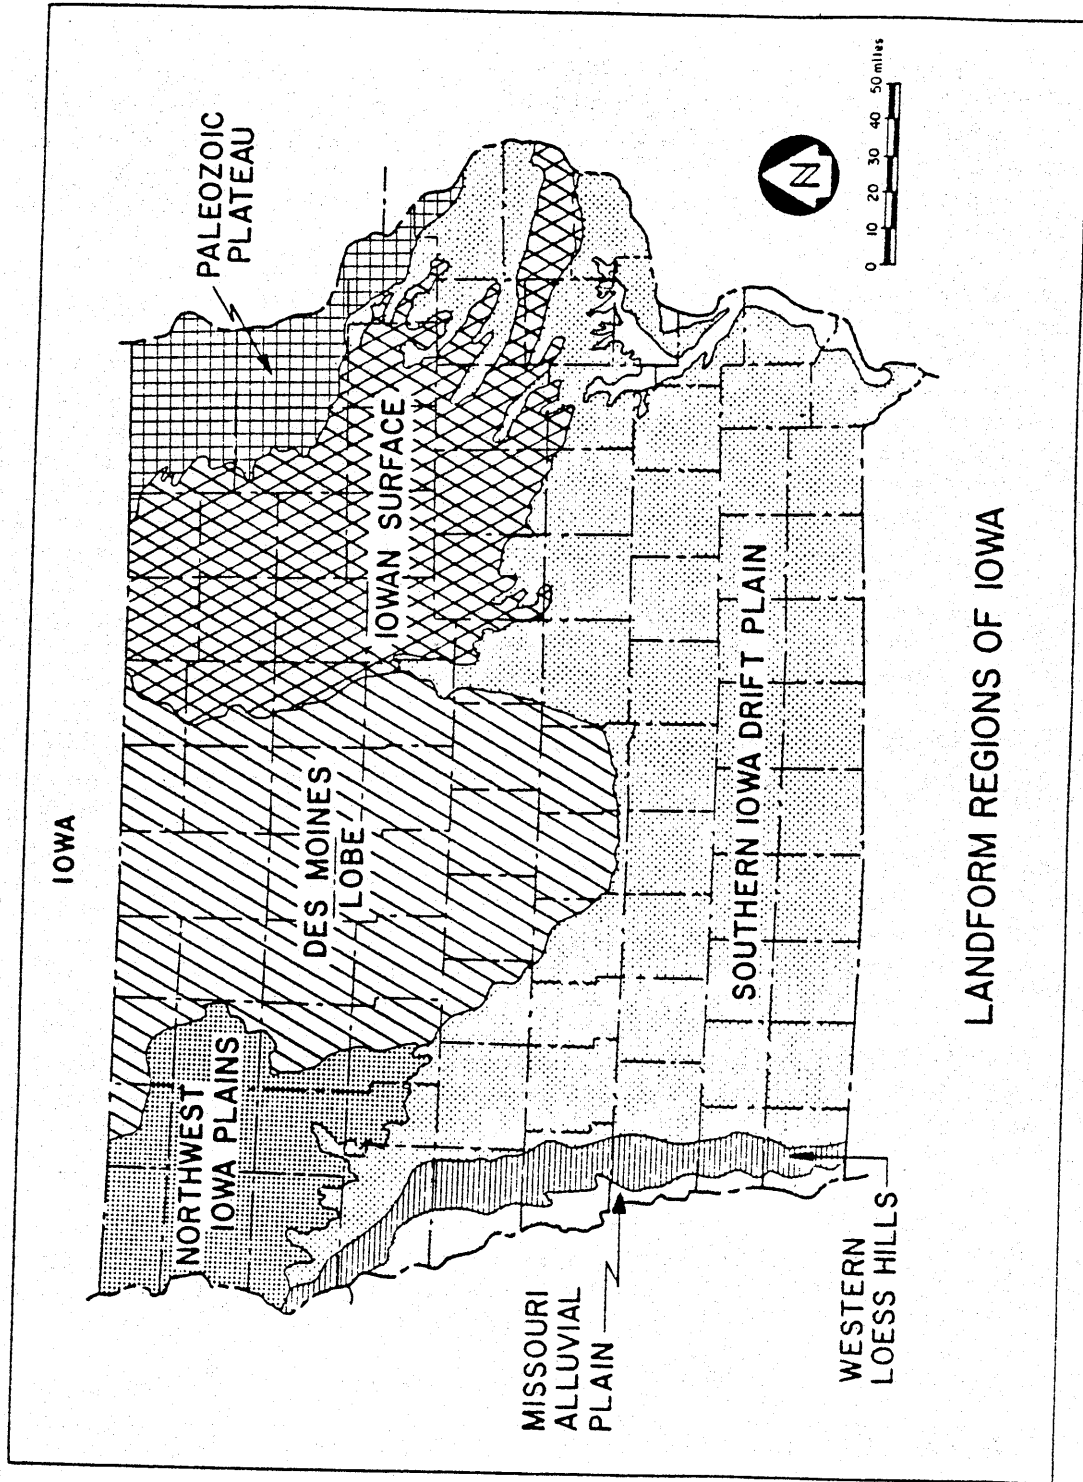 IOWA
PALEOZOIC
PLATEAU
NORTHWEST
IOWA PLAINS
DES MOINES
LOBE
IOWAN SURFACE
MISSOURI
ALLUVIAL
PLAIN
SOUTHERN IOWA DRIFT PLAIN
WESTERN
LOESS HILLS
N
0 10 20 30 40 50 miles
LANDFORM REGIONS OF IOWA